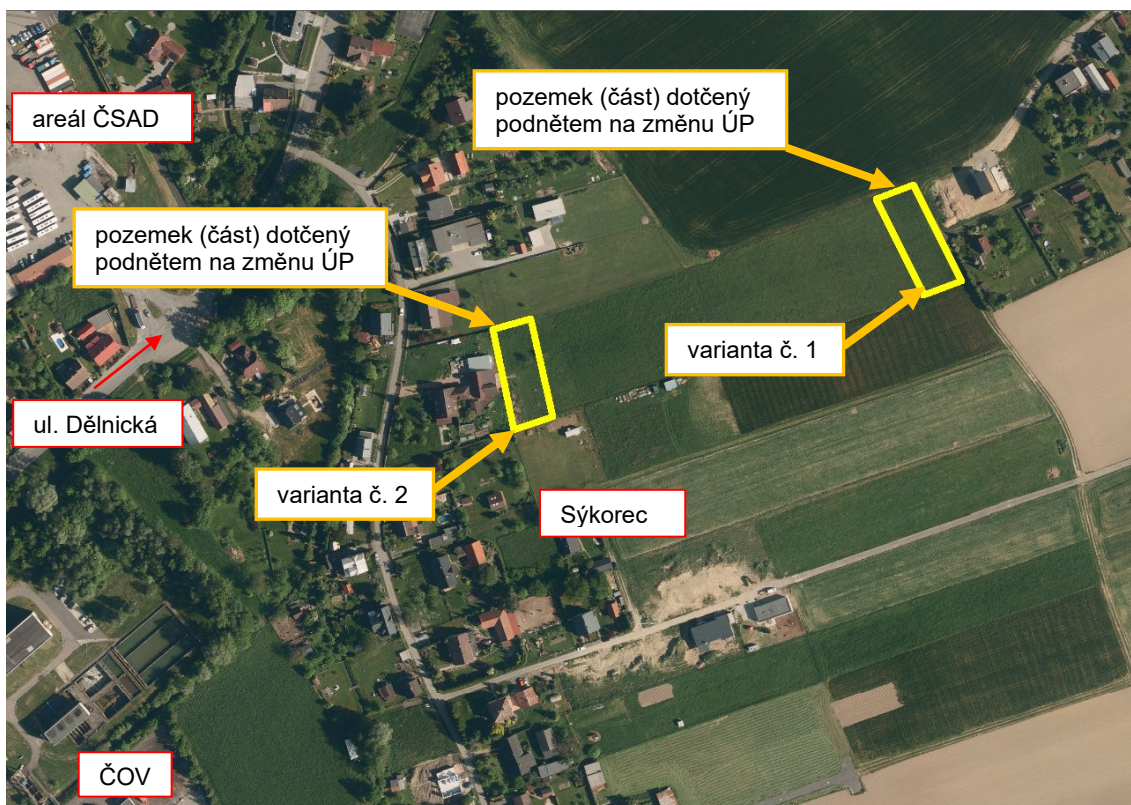 pozemek (část) dotčený
podnětem na změnu ÚP
areál ČSAD
pozemek (část) dotčený
podnětem na změnu ÚP
varianta č. 1
ul. Dělnická
varianta č. 2
Sýkorec
ČOV